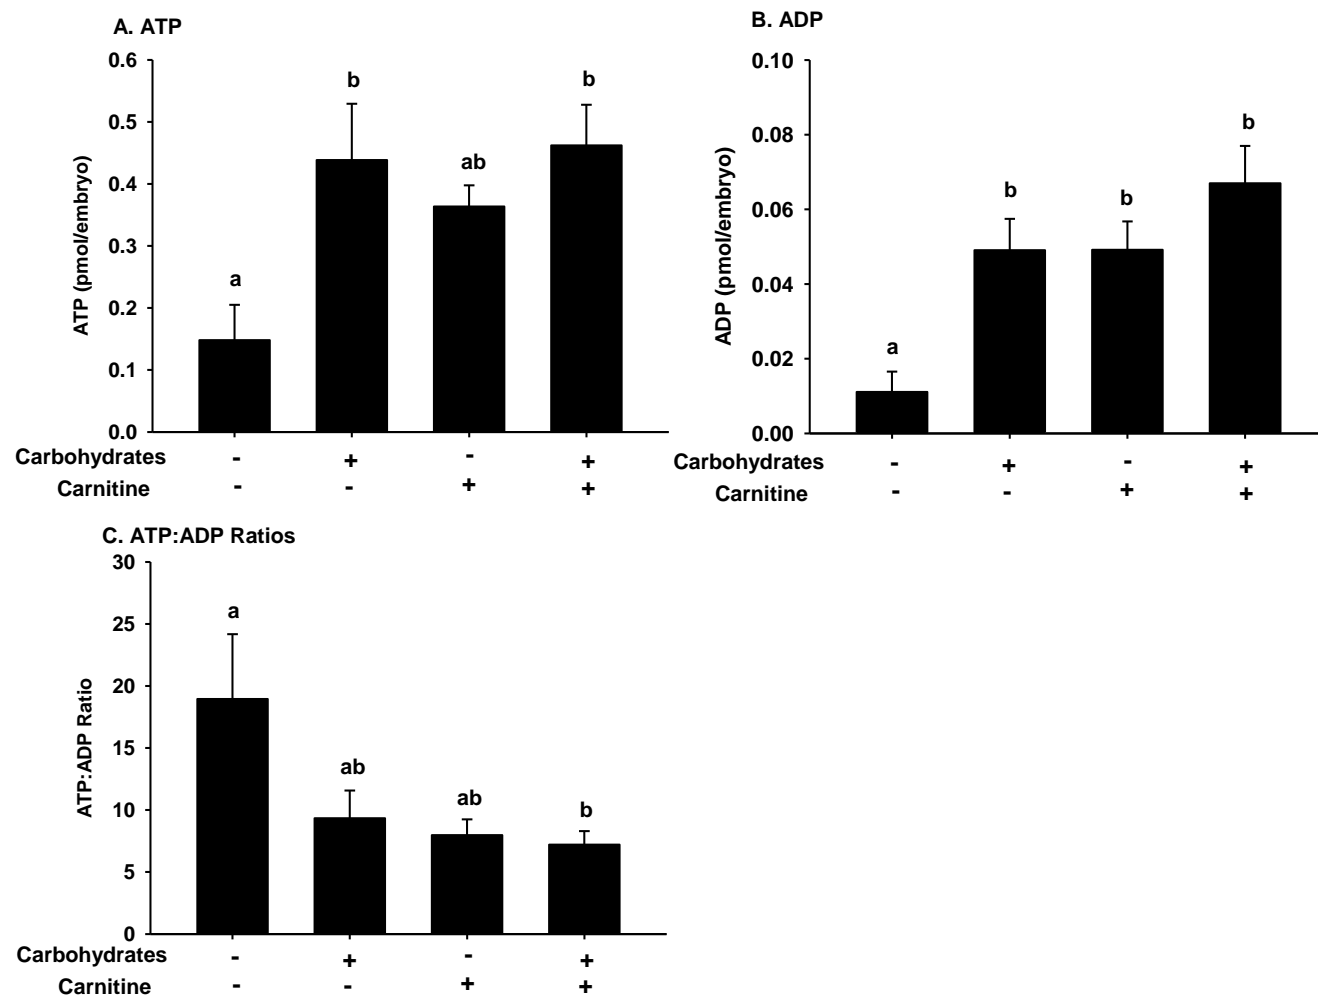 A. ATP
0.6
0.5
0.4
0.3
0.2
0.1
0.0
ATP (pmol/embryo)
a
b
ab
b
Carbohydrates - + - +
Carnitine - - + +
B. ADP
0.10
0.08
0.06
0.04
0.02
0.00
ADP (pmol/embryo)
a
b
b
b
Carbohydrates - + - +
Carnitine - - + +
C. ATP:ADP Ratios
30
25
20
15
10
5
0
ATP:ADP Ratio
a
ab
ab
b
Carbohydrates - + - +
Carnitine - - + +